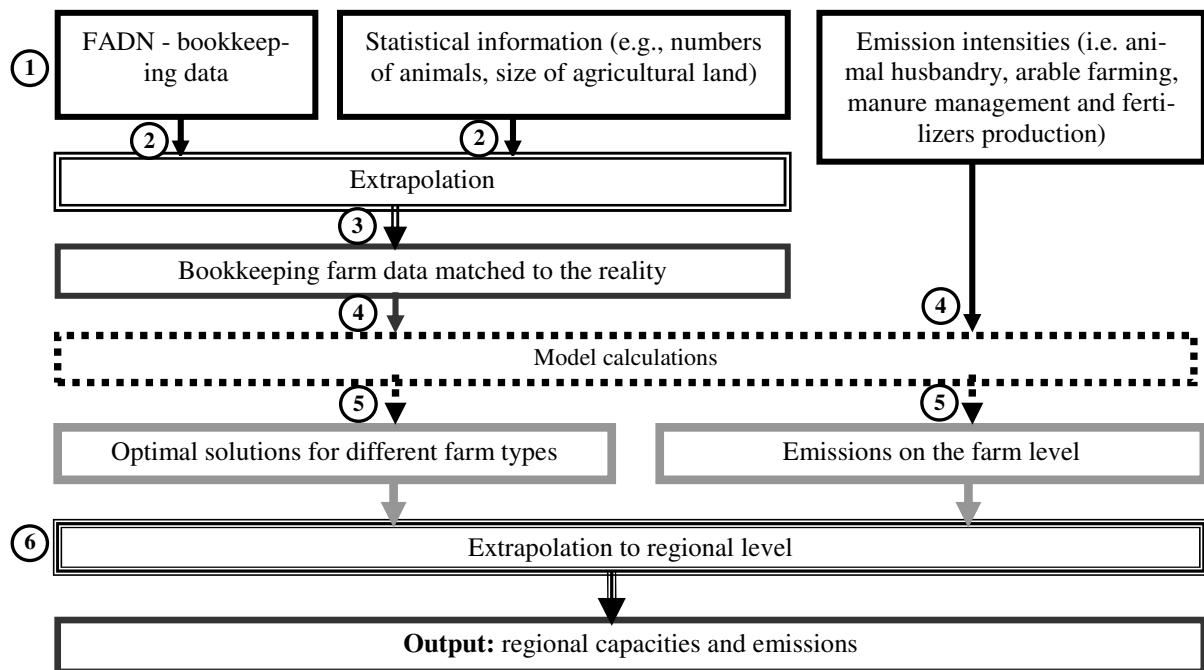 1
FADN - bookkeep-
ing data
Statistical information (e.g., numbers
of animals, size of agricultural land)
Emission intensities (i.e. ani-
mal husbandry, arable farming,
manure management and ferti-
lizers production)
2
2
Extrapolation
3
Bookkeeping farm data matched to the reality
4
4
Model calculations
5
5
Optimal solutions for different farm types
Emissions on the farm level
6
Extrapolation to regional level
Output: regional capacities and emissions